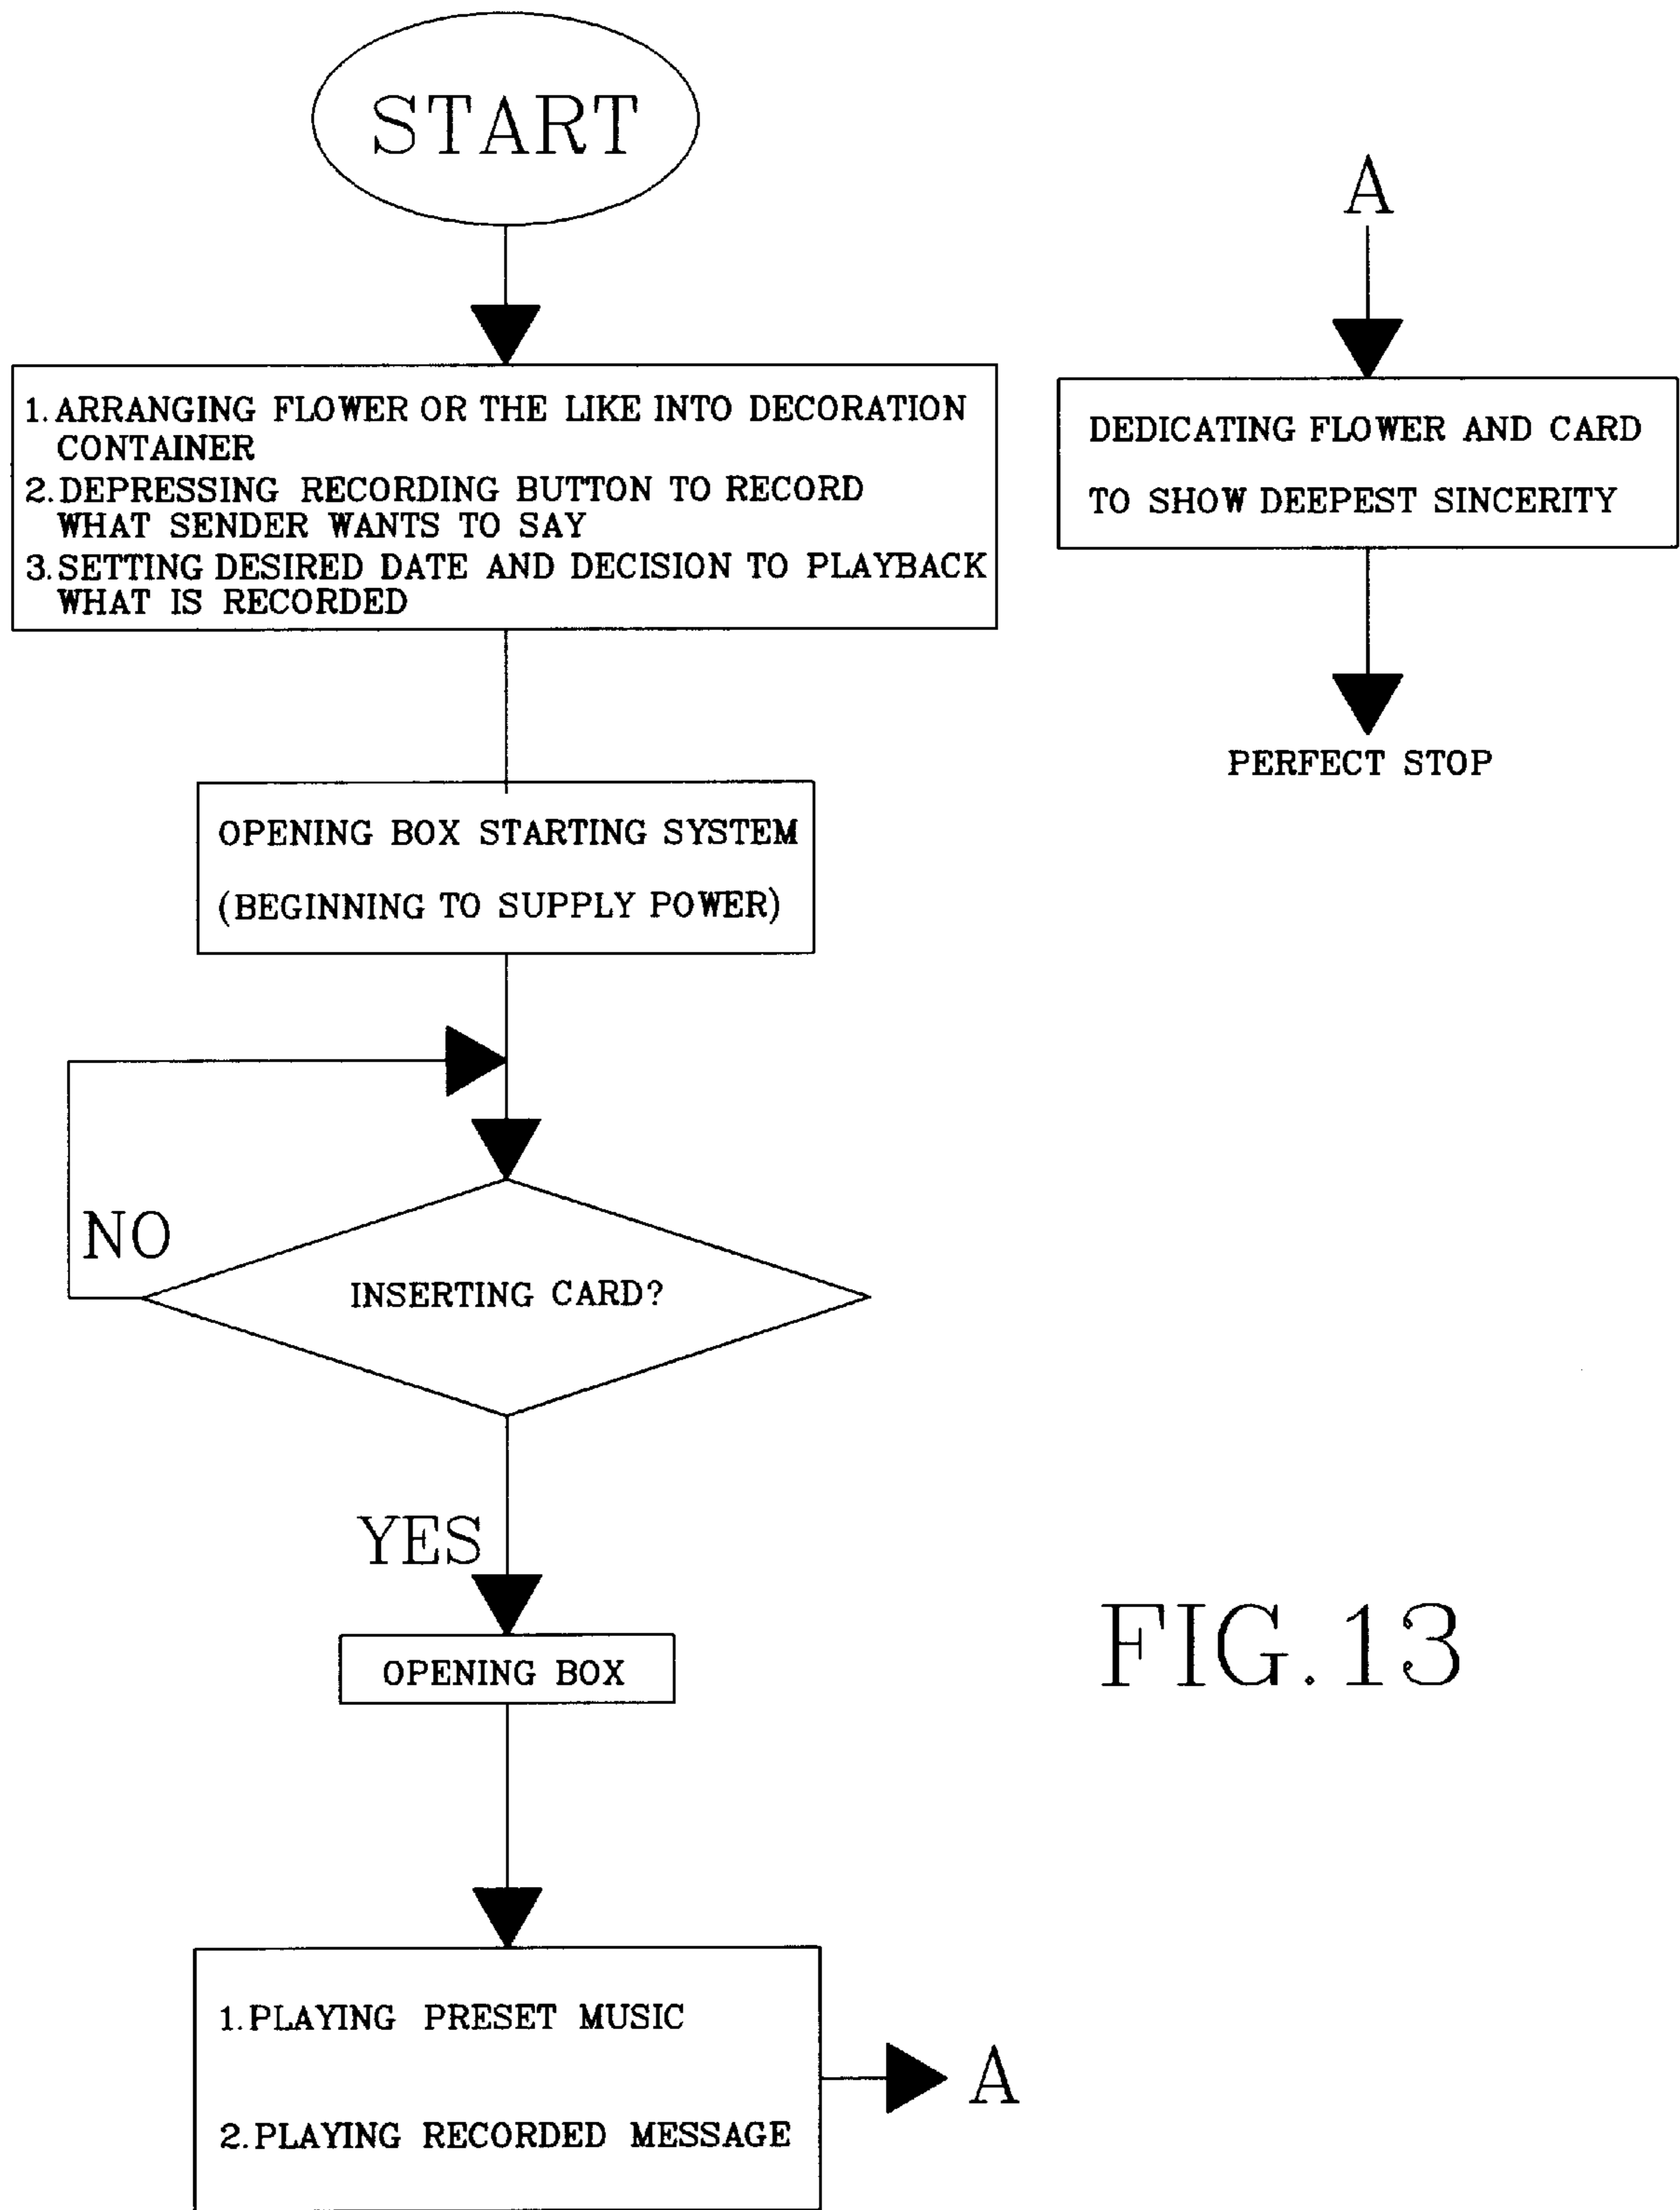 START
1. ARRANGING FLOWER OR THE LIKE INTO DECORATION
CONTAINER
2. DEPRESSING RECORDING BUTTON TO RECORD
WHAT SENDER WANTS TO SAY
3. SETTING DESIRED DATE AND DECISION TO PLAYBACK
WHAT IS RECORDED
OPENING BOX STARTING SYSTEM
(BEGINNING TO SUPPLY POWER)
NO
INSERTING CARD?
YES
OPENING BOX
1. PLAYING PRESET MUSIC
2. PLAYING RECORDED MESSAGE
A
A
DEDICATING FLOWER AND CARD
TO SHOW DEEPEST SINCERITY
PERFECT STOP
FIG.13